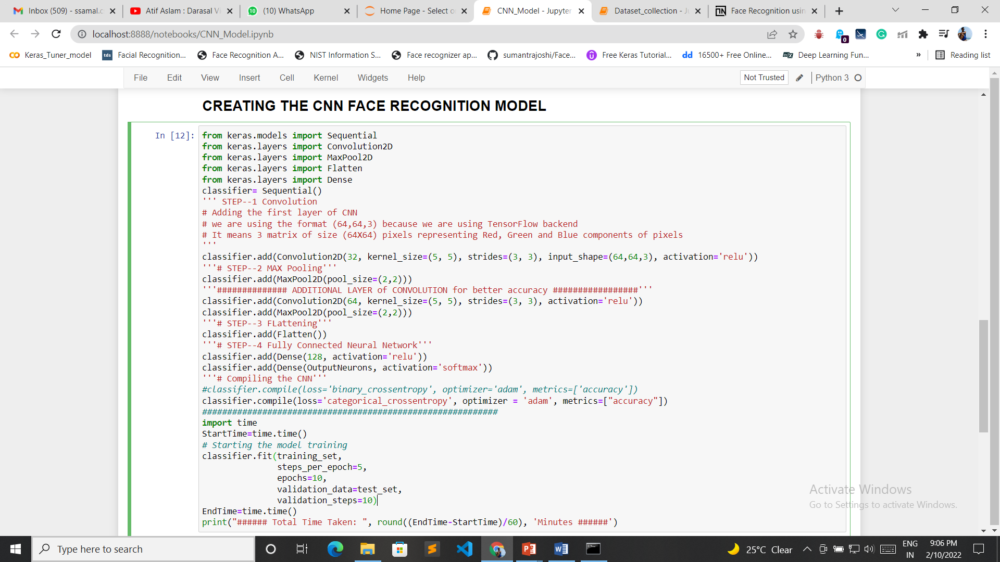 Inbox (509) - ssamal.c
Atif Aslam : Darasal Vi
(10) WhatsApp
Home Page - Select o
CNN_Model - Jupyter
Dataset_collection - Ju
Face Recognition usin
localhost:8888/notebooks/CNN_Model.ipynb
0
Keras_Tuner_model
tds
Facial Recognition...
Face Recognition A...
NIST Information S...
Face recognizer ap...
sumantrajoshi/Face...
Free Keras Tutorial...
dd
16500+ Free Online...
edX
Deep Learning Fun...
»
Reading list
File
Edit
View
Insert
Cell
Kernel
Widgets
Help
Not Trusted
Python 3
CREATING THE CNN FACE RECOGNITION MODEL
In [12]:
from keras.models import Sequential
from keras.layers import Convolution2D
from keras.layers import MaxPool2D
from keras.layers import Flatten
from keras.layers import Dense
classifier= Sequential()
''' STEP--1 Convolution
# Adding the first layer of CNN
# we are using the format (64,64,3) because we are using TensorFlow backend
# It means 3 matrix of size (64X64) pixels representing Red, Green and Blue components of pixels
'''
classifier.add(Convolution2D(32, kernel_size=(5, 5), strides=(3, 3), input_shape=(64,64,3), activation='relu'))
'''# STEP--2 MAX Pooling'''
classifier.add(MaxPool2D(pool_size=(2,2)))
'''############## ADDITIONAL LAYER of CONVOLUTION for better accuracy #################'''
classifier.add(Convolution2D(64, kernel_size=(5, 5), strides=(3, 3), activation='relu'))
classifier.add(MaxPool2D(pool_size=(2,2)))
'''# STEP--3 FLattening'''
classifier.add(Flatten())
'''# STEP--4 Fully Connected Neural Network'''
classifier.add(Dense(128, activation='relu'))
classifier.add(Dense(OutputNeurons, activation='softmax'))
'''# Compiling the CNN'''
#classifier.compile(loss='binary_crossentropy', optimizer='adam', metrics=['accuracy'])
classifier.compile(loss='categorical_crossentropy', optimizer = 'adam', metrics=["accuracy"])
###########################################################
import time
StartTime=time.time()
# Starting the model training
classifier.fit(training_set,
steps_per_epoch=5,
epochs=10,
validation_data=test_set,
validation_steps=10)
EndTime=time.time()
print("###### Total Time Taken: ", round((EndTime-StartTime)/60), 'Minutes ######')
Activate Windows
Go to Settings to activate Windows.
Type here to search
25°C Clear
ENG
IN
9:06 PM
2/10/2022